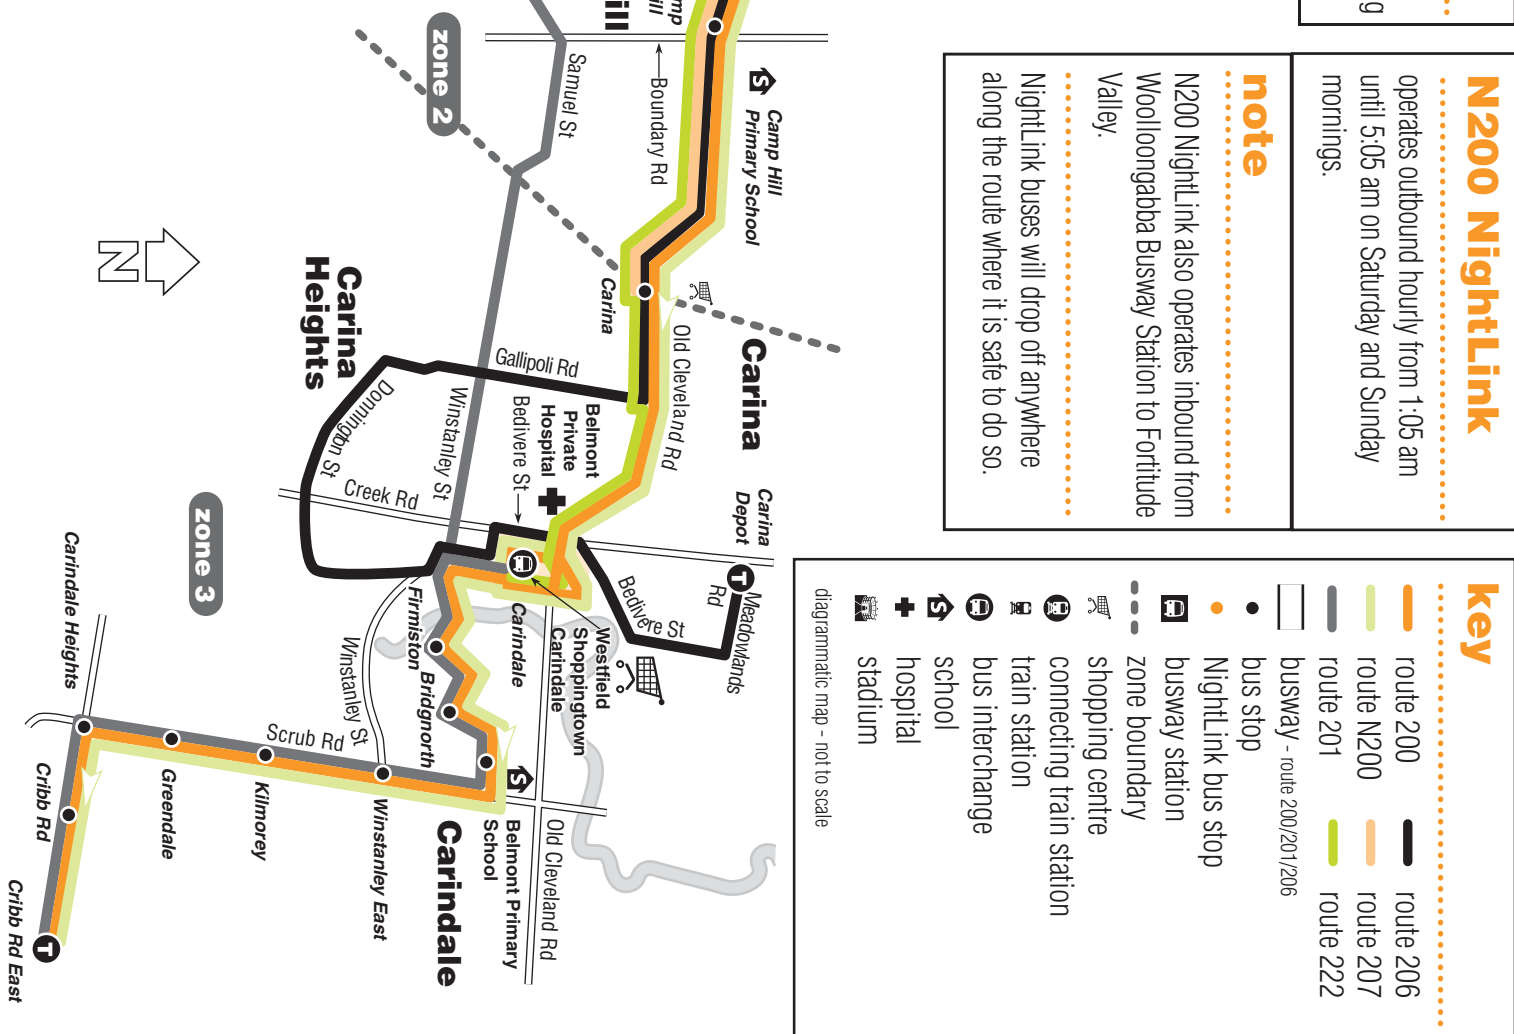 g
N200 NightLink
operates outbound hourly from 1:05 am
until 5:05 am on Saturday and Sunday
mornings.
note
N200 NightLink also operates inbound from
Woolloongabba Busway Station to Fortitude
Valley.
NightLink buses will drop off anywhere
along the route where it is safe to do so.
key
route 200
route 206
route N200
route 207
route 201
route 222
busway - route 200/201/206
bus stop
NightLink bus stop
busway station
zone boundary
shopping centre
connecting train station
train station
bus interchange
S
school
hospital
stadium
diagrammatic map - not to scale
mp
ill
ill
zone 2
Samuel St
Boundary Rd
S
Camp Hill
Primary School
Carina
Carina
Old Cleveland Rd
Gallipoli Rd
Carina
Heights
N
Donnington St
Winstanley St
Bedivere St
Belmont
Private
Hospital
Creek Rd
Carina
Depot
T
Meadowlands
Rd
Bedivere St
zone 3
Carindale
Westfield
Shoppingtown
Carindale
Firmiston
Bridgnorth
Winstanley St
Scrub Rd
Carindale Heights
Cribb Rd
Greendale
Kilmorey
Winstanley East
Carindale
S
Belmont Primary
School
Old Cleveland Rd
Cribb Rd East
T